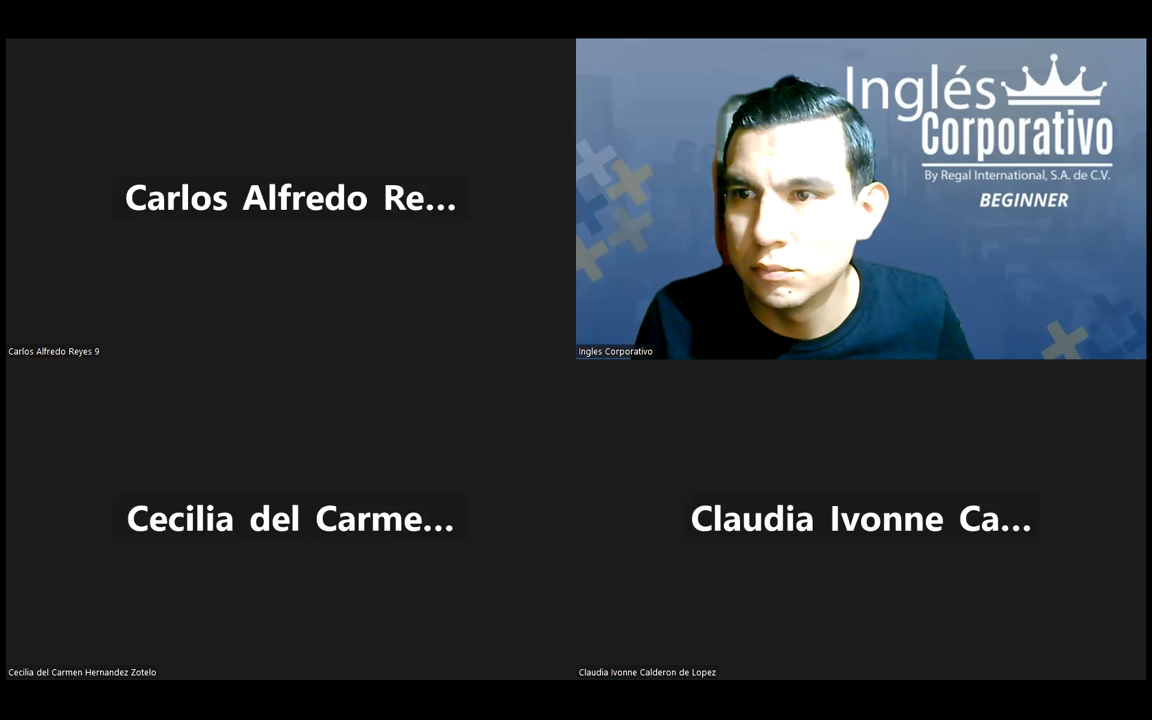 Carlos Alfredo Re...
Carlos Alfredo Reyes 9
Inglés
Corporativo
By Regal International, S.A. de C.V.
BEGINNER
Ingles Corporativo
Cecilia del Carme...
Cecilia del Carmen Hernandez Zotelo
Claudia Ivonne Ca...
Claudia Ivonne Calderon de Lopez